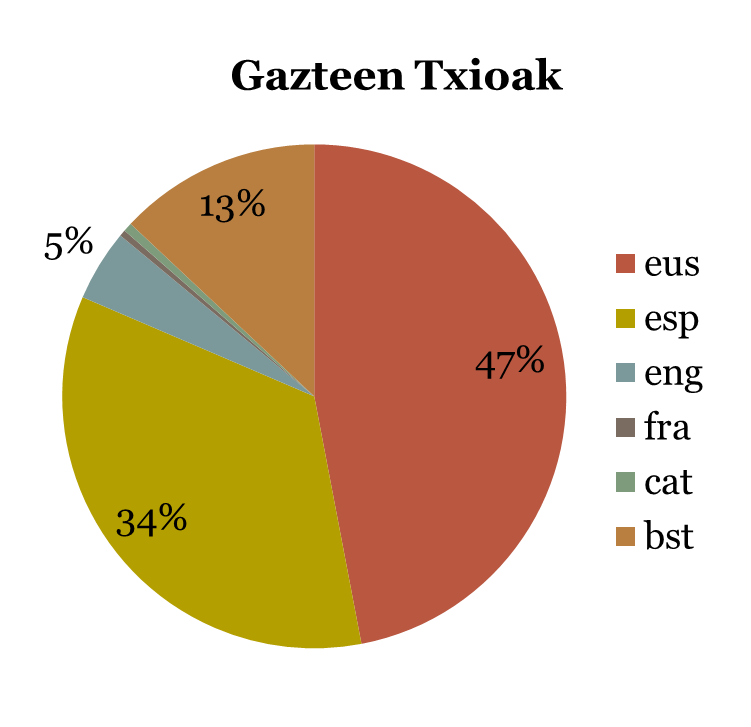 Gazteen Txioak
13%
5%
47%
34%
eus
esp
eng
fra
cat
bst